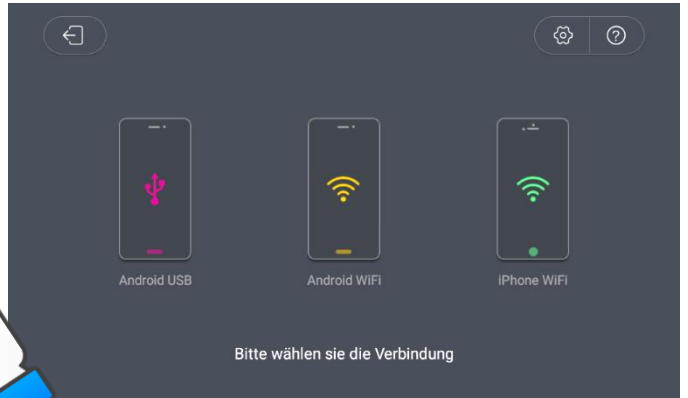 Android USB
Android WiFi
iPhone WiFi
Bitte wählen sie die Verbindung